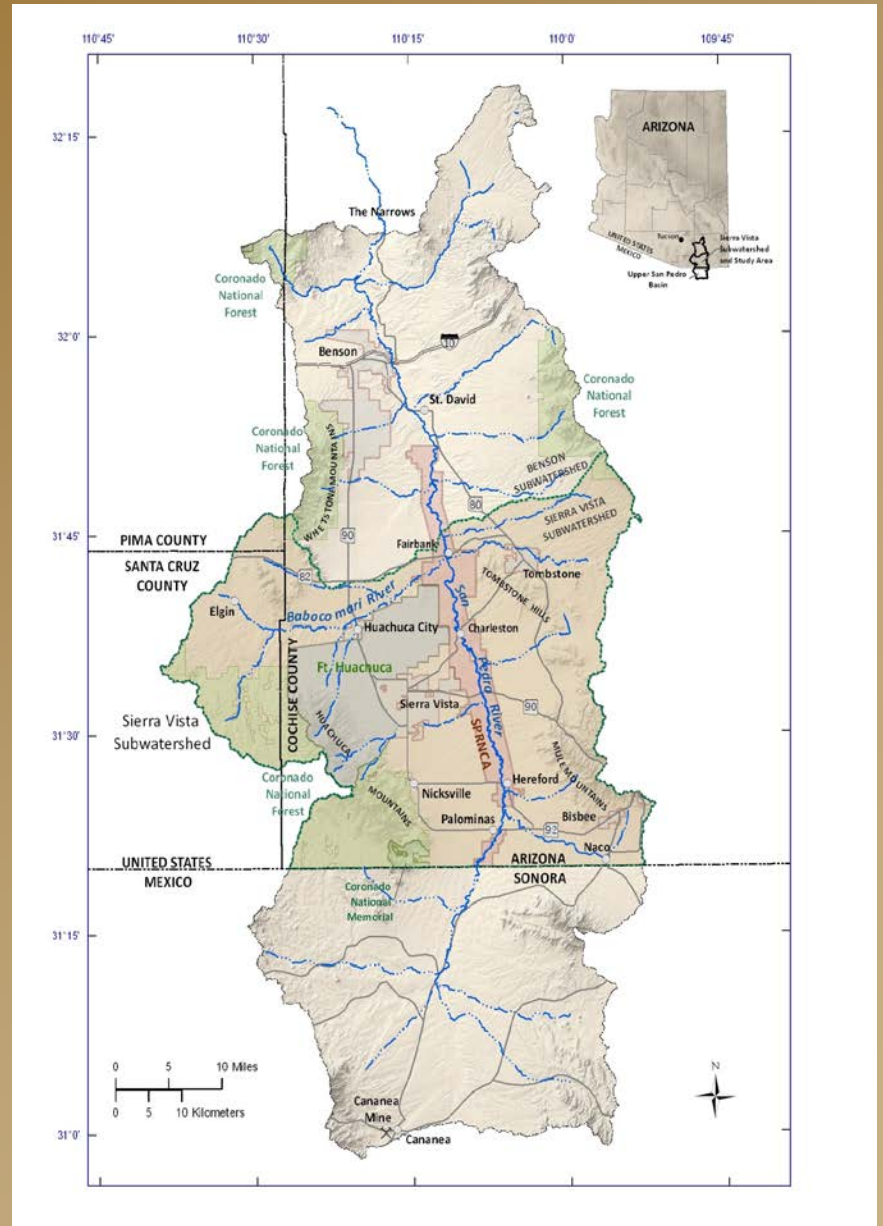 110°45'
110°30'
110°15'
110°0'
109°45'
32°15'
ARIZONA
The Narrows
Tucson
UNITED STATES
MEXICO
Sierra Vista
Subwatershed
and Study Area
Upper San Pedro
Basin
Coronado
National
Forest
32°0'
Benson
10
Coronado
National
Forest
St. David
Coronado
National
Forest
WHETSTONE MOUNTAINS
BENSON
SUBWATERSHED
80
SIERRA VISTA
SUBWATERSHED
31°45'
PIMA COUNTY
90
Fairbank
SANTA CRUZ
COUNTY
82
Tombstone
TOMBSTONE HILLS
Babocomari River
San Pedro River
Elgin
Huachuca City
Charleston
Ft. Huachuca
COCHISE COUNTY
Sierra Vista
90
Sierra Vista
Subwatershed
HUACHUCA
MOUNTAINS
SPRNCA
31°30'
MULE MOUNTAINS
Coronado
National
Forest
Hereford
Nicksville
Palominas
Bisbee
92
Naco
UNITED STATES
MEXICO
ARIZONA
SONORA
Coronado
National
Memorial
31°15'
0 5 10 Miles
0 5 10 Kilometers
N
Cananea
Mine
Cananea
31°0'